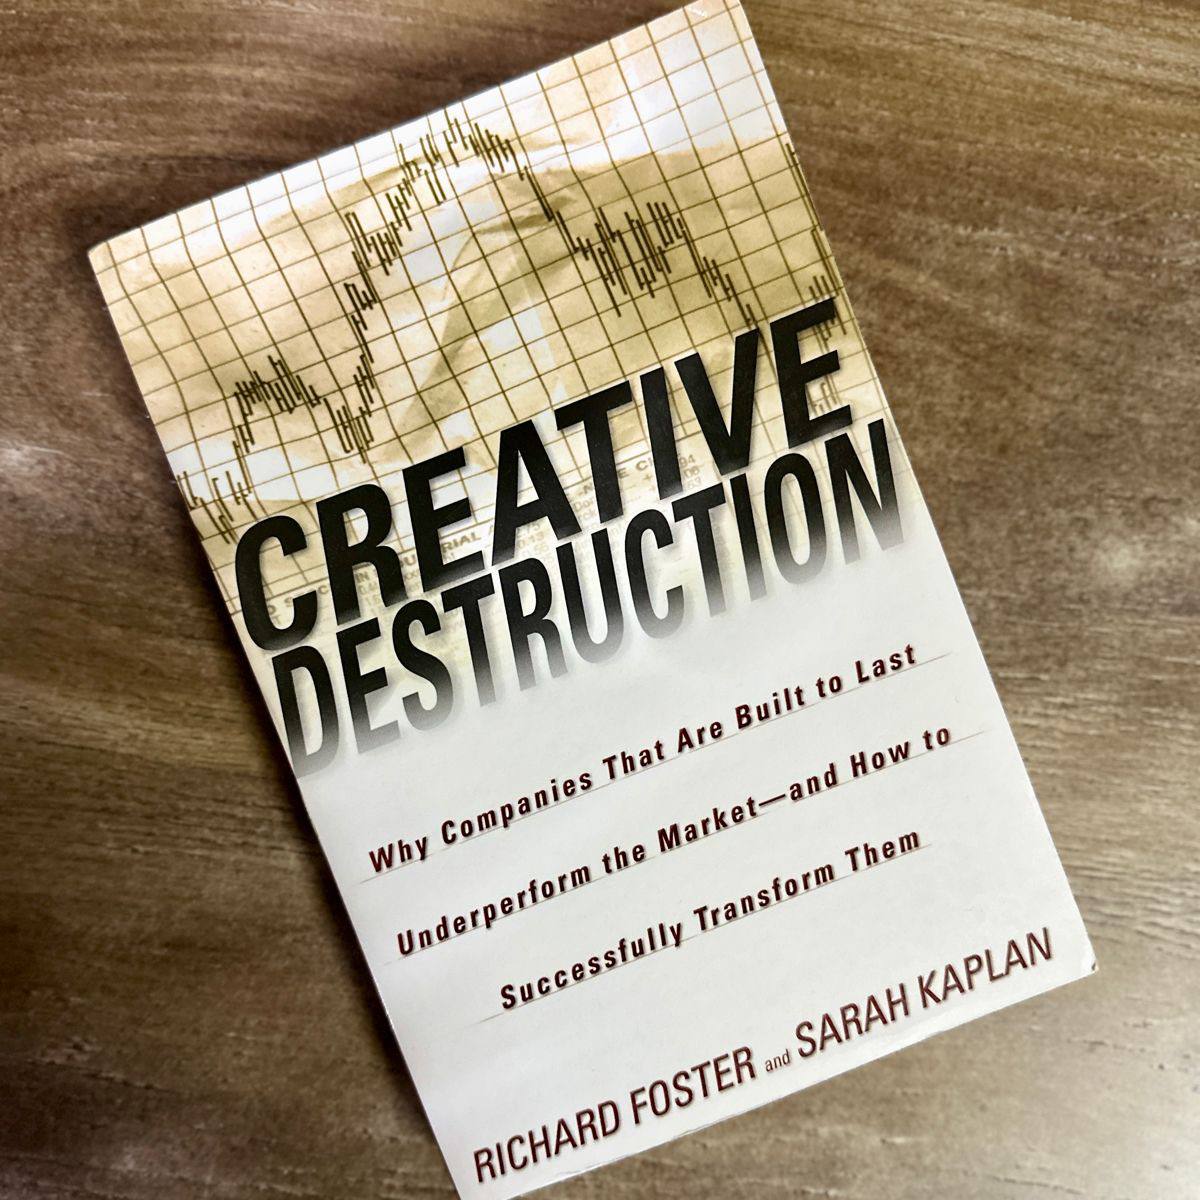 CREATIVE
DESTRUCTION
Why Companies That Are Built to Last
Underperform the Market—and How to
Successfully Transform Them
RICHARD FOSTER and SARAH KAPLAN